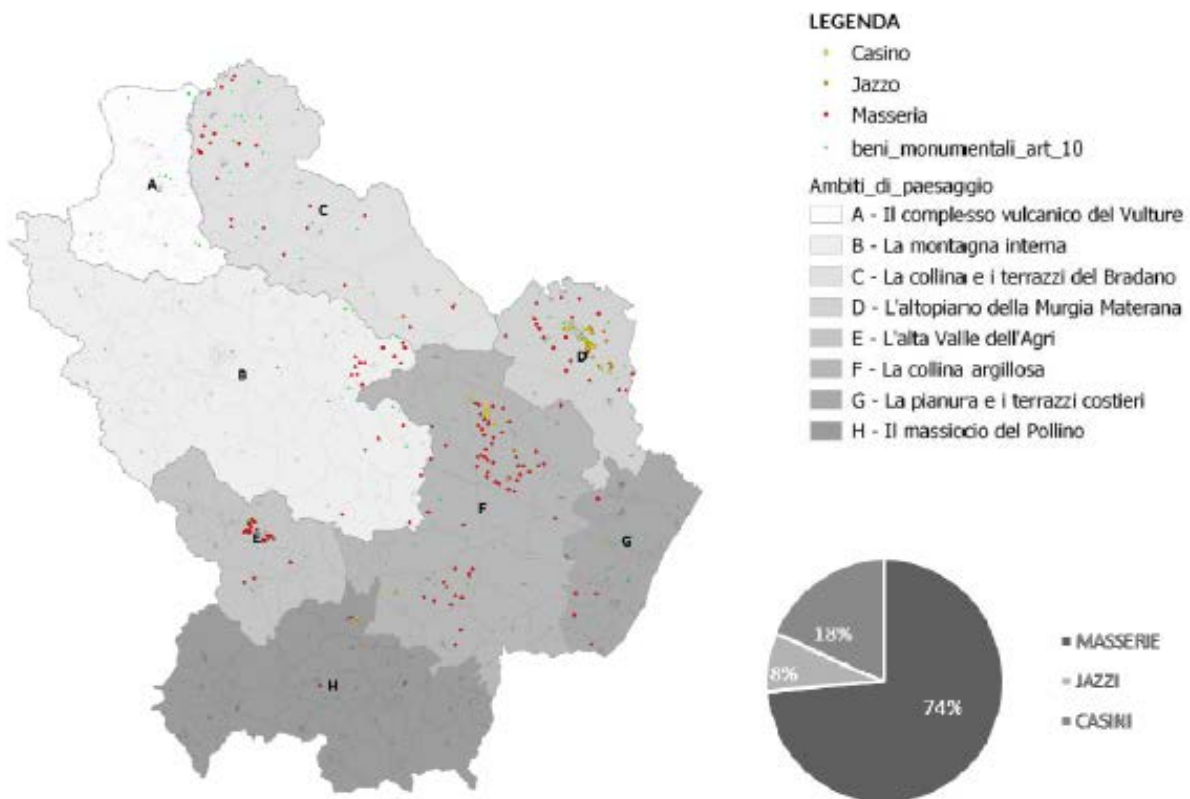 LEGENDA
Casino
Jazzo
Masseria
beni_monumentali_art_10
Ambiti_di_paesaggio
A - Il complesso vulcanico del Vulture
B - La montagna interna
C - La collina e i terrazzi del Bradano
D - L'altopiano della Murgia Materana
E - L'alta Valle dell'Agri
F - La collina argillosa
G - La pianura e i terrazzi costieri
H - Il massiccio del Pollino
A
C
D
B
F
E
G
H
18%
8%
74%
MASSERIE
JAZZI
CASINI